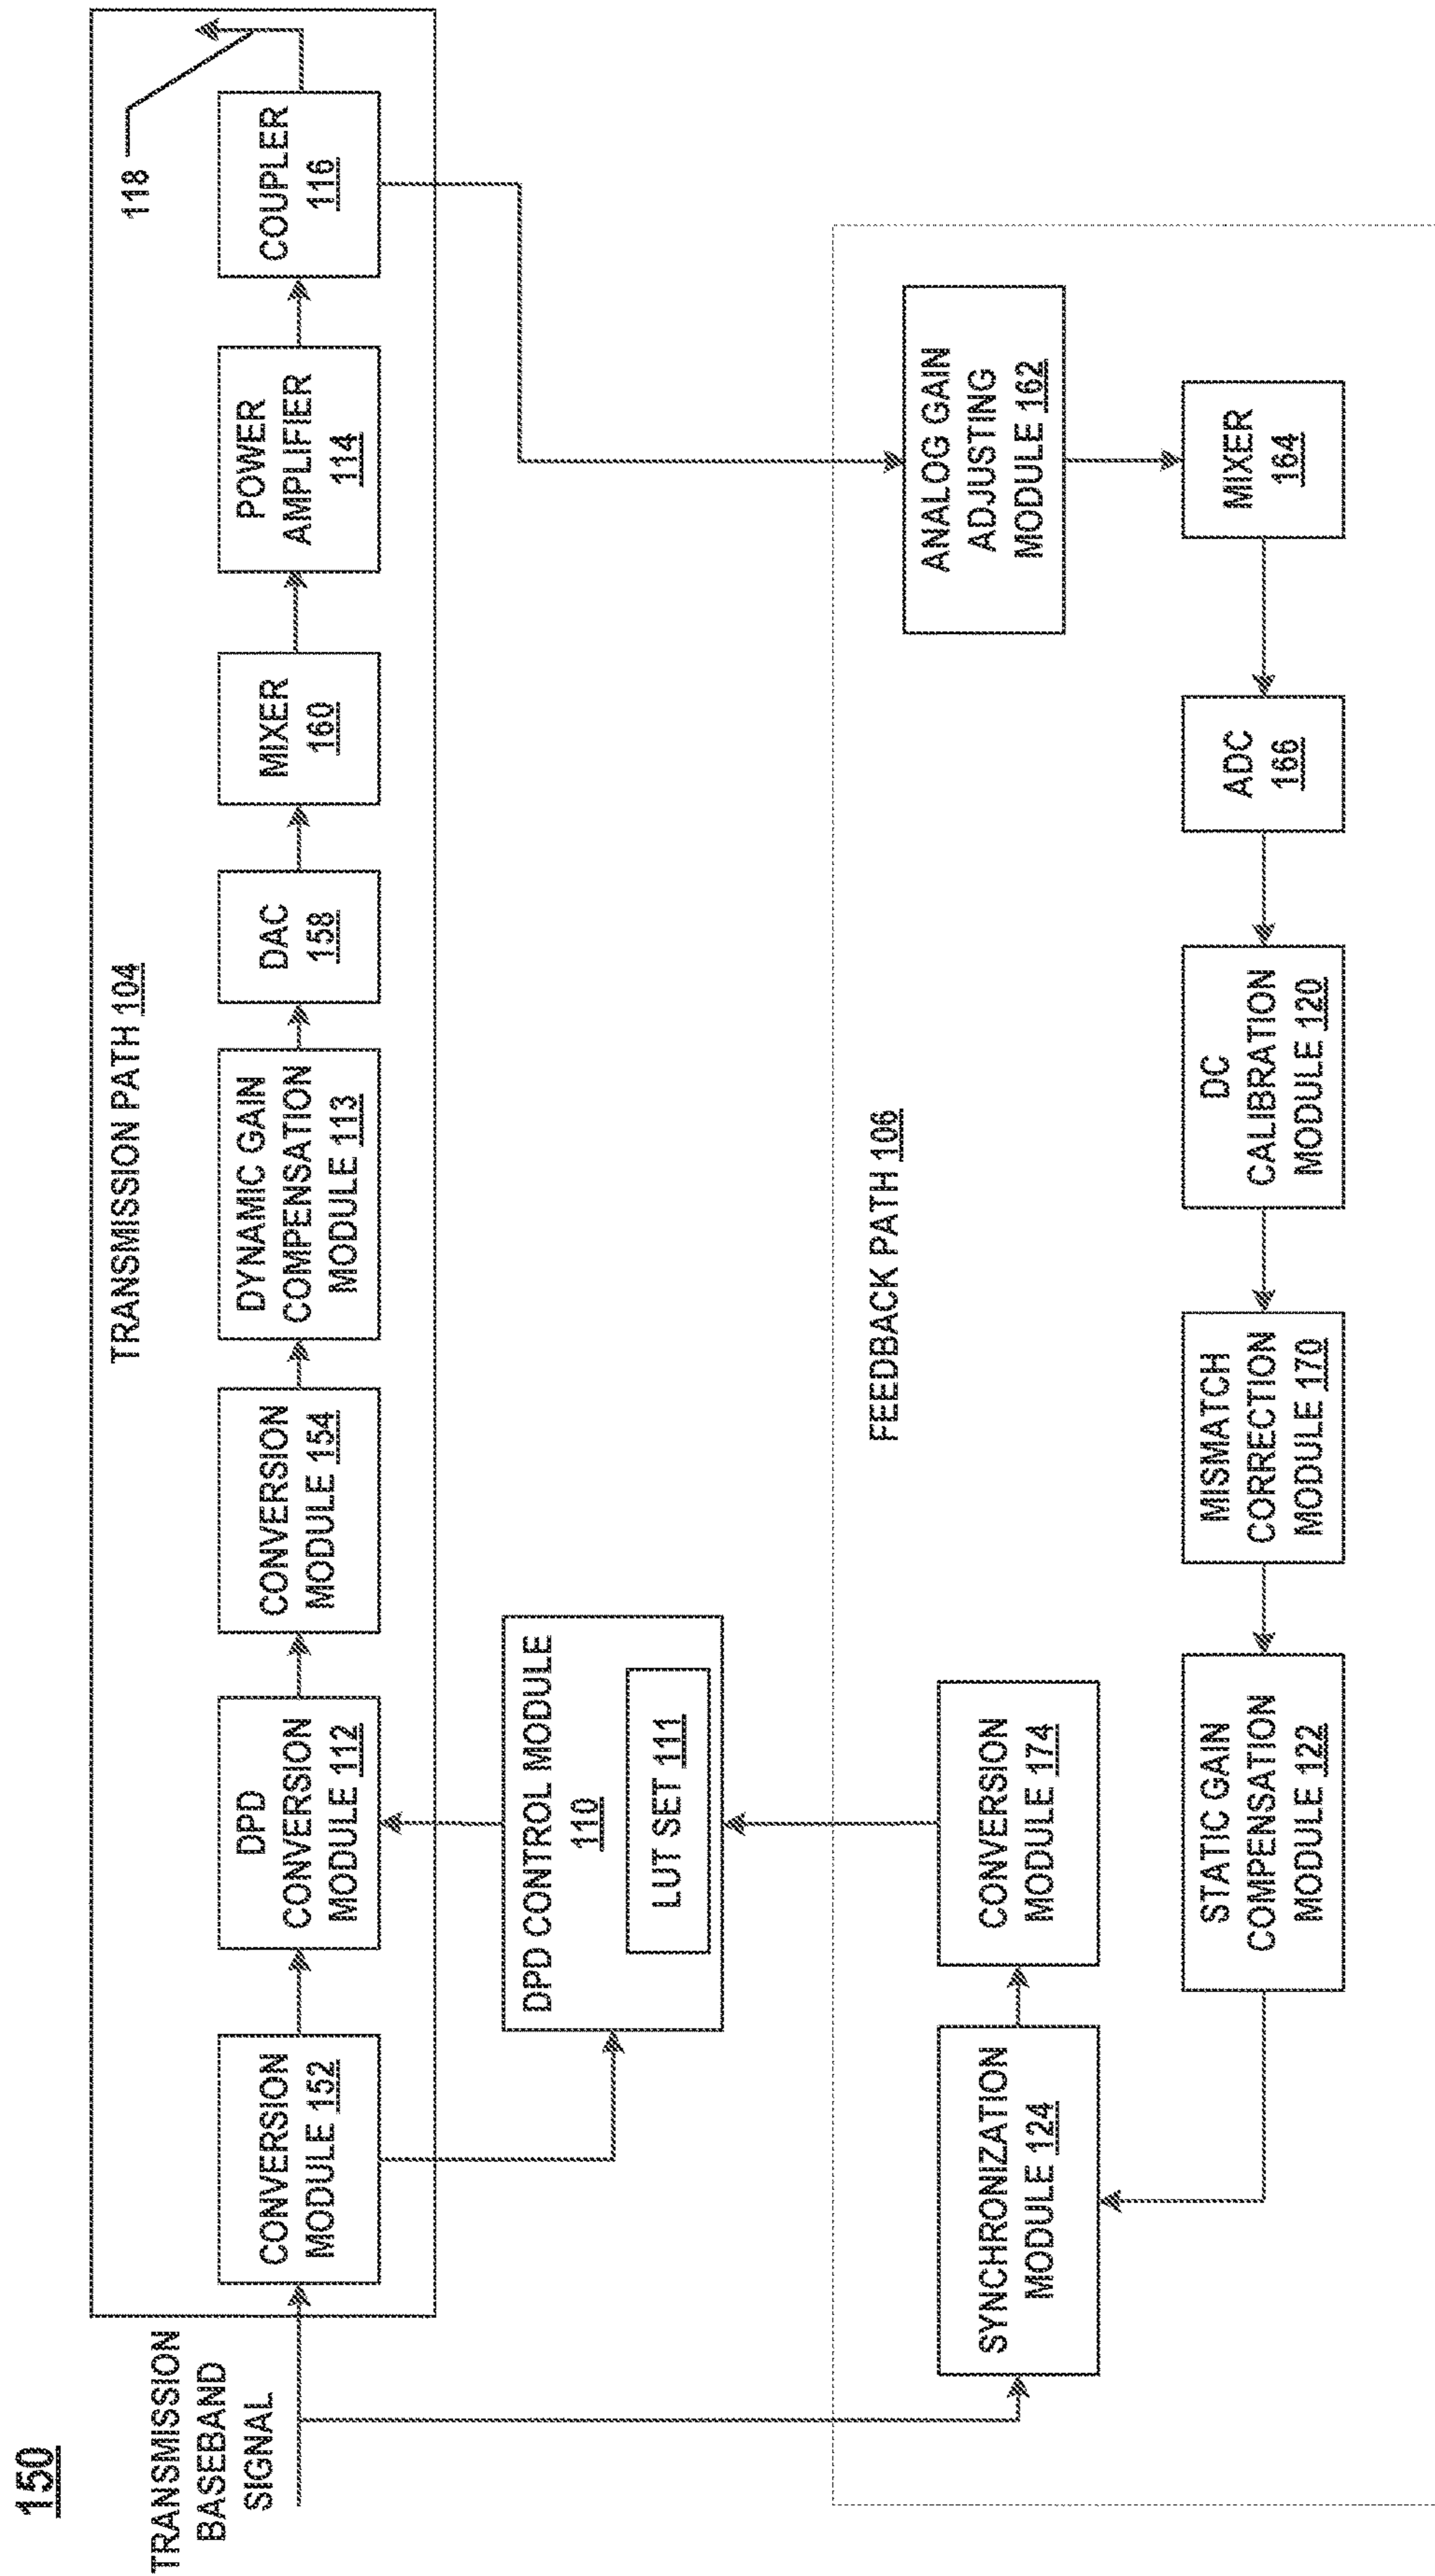 150
TRANSMISSION
BASEBAND
SIGNAL
TRANSMISSION PATH 104
CONVERSION
MODULE 152
DPD
CONVERSION
MODULE 112
CONVERSION
MODULE 154
DYNAMIC GAIN
COMPENSATION
MODULE 113
DAC
158
MIXER
160
POWER
AMPLIFIER
114
COUPLER
116
118
DPD CONTROL MODULE
110
LUT SET 111
FEEDBACK PATH 106
SYNCHRONIZATION
MODULE 124
CONVERSION
MODULE 174
ANALOG GAIN
ADJUSTING
MODULE 162
STATIC GAIN
COMPENSATION
MODULE 122
MISMATCH
CORRECTION
MODULE 170
DC
CALIBRATION
MODULE 120
ADC
166
MIXER
164